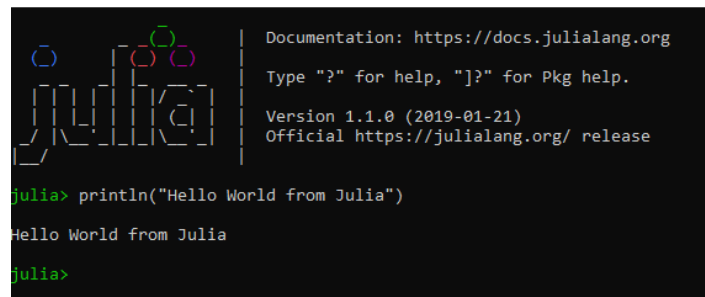 Documentation: https://docs.julialang.org
Type "?" for help, "]?" for Pkg help.
julia
Version 1.1.0 (2019-01-21)
Official https://julialang.org/ release
julia> println("Hello World from Julia")
Hello World from Julia
julia>